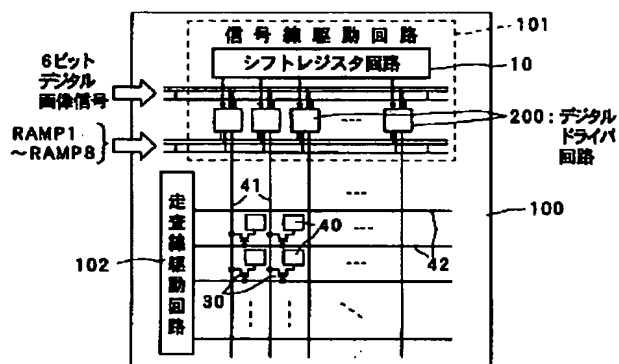 信号線駆動回路
101
シフトレジスタ回路
10
6ビット
デジタル
画像信号
200:デジタル
ドライバ
回路
RAMP1
~RAMP8
41
100
走査線駆動回路
102
40
42
30